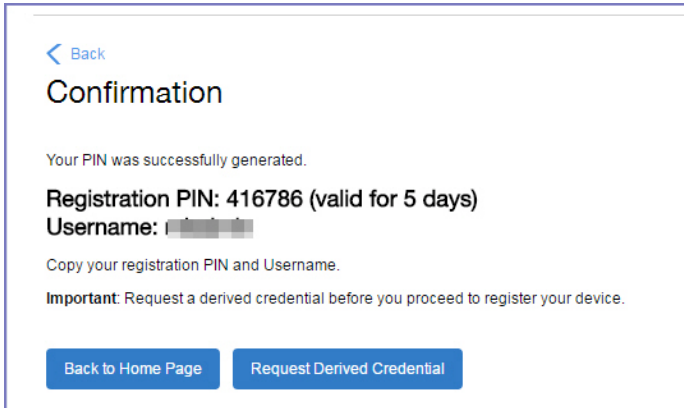 Back
Confirmation
Your PIN was successfully generated.
Registration PIN: 416786 (valid for 5 days)
Username:
Copy your registration PIN and Username.
Important: Request a derived credential before you proceed to register your device.
Back to Home Page
Request Derived Credential